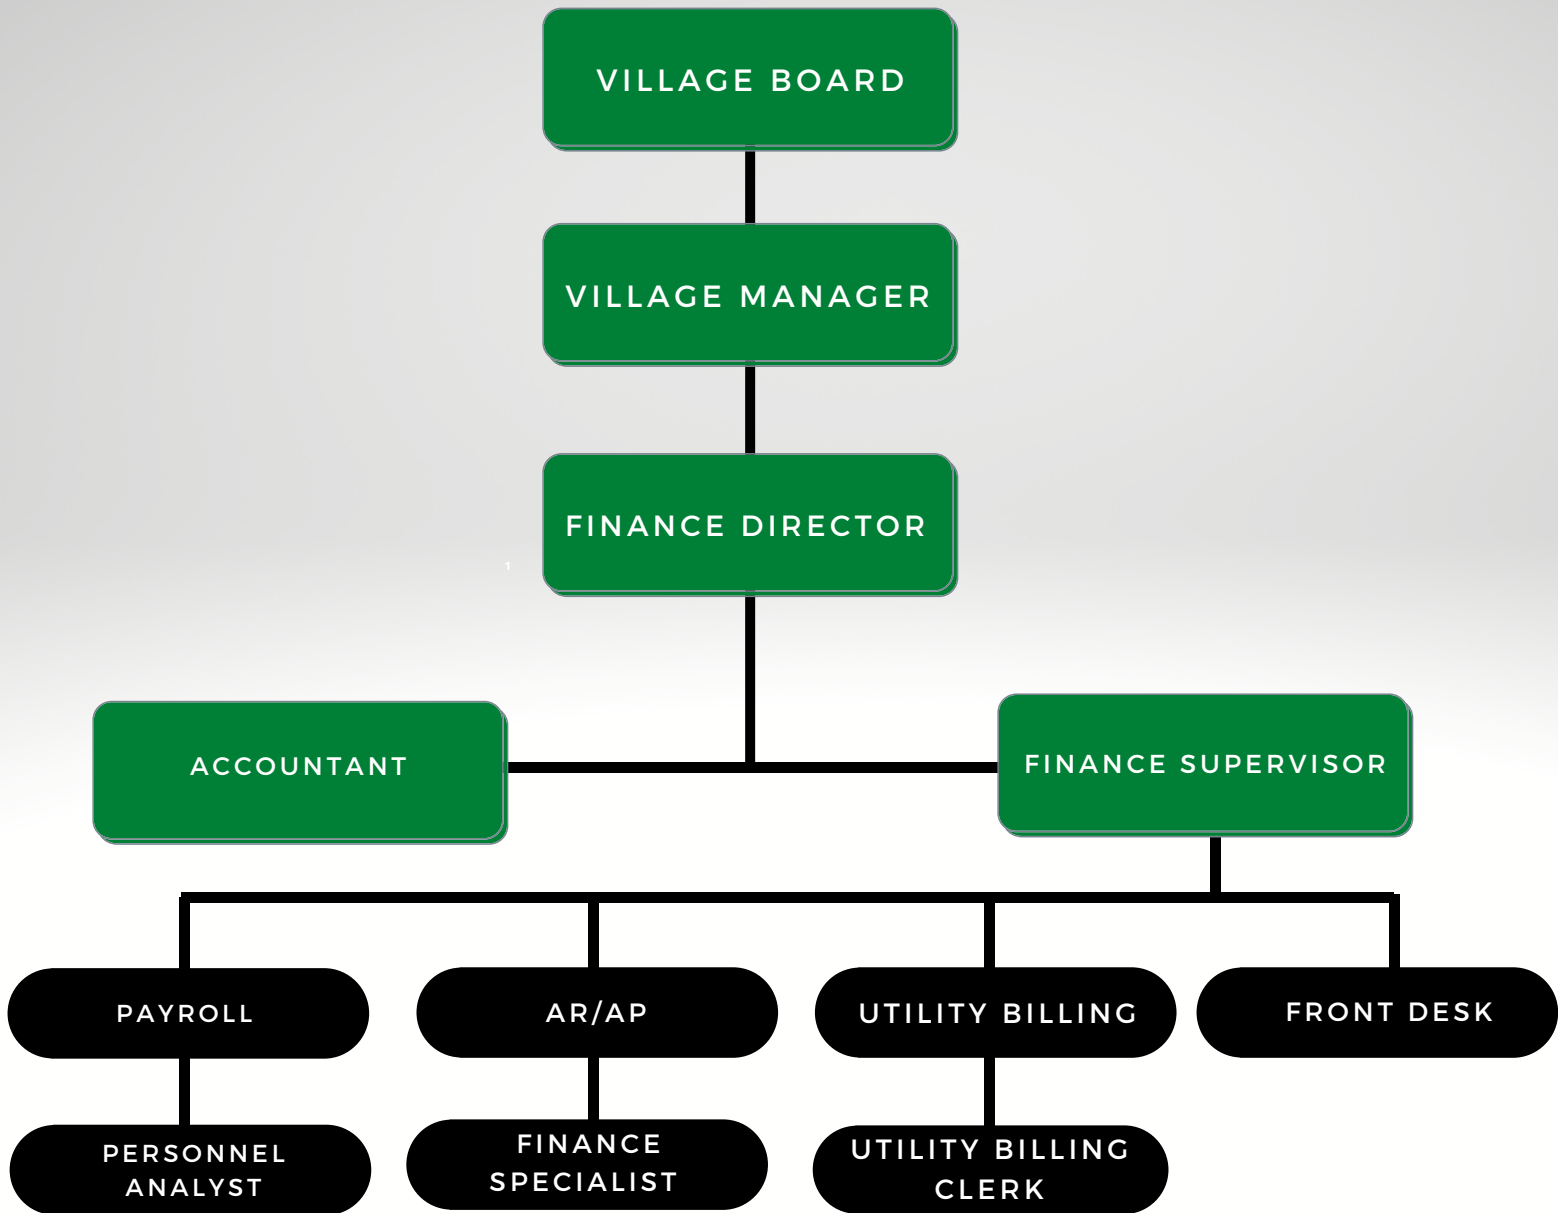 VILLAGE BOARD
VILLAGE MANAGER
FINANCE DIRECTOR
1
ACCOUNTANT
FINANCE SUPERVISOR
PAYROLL
AR/AP
UTILITY BILLING
FRONT DESK
PERSONNEL
ANALYST
FINANCE
SPECIALIST
UTILITY BILLING
CLERK